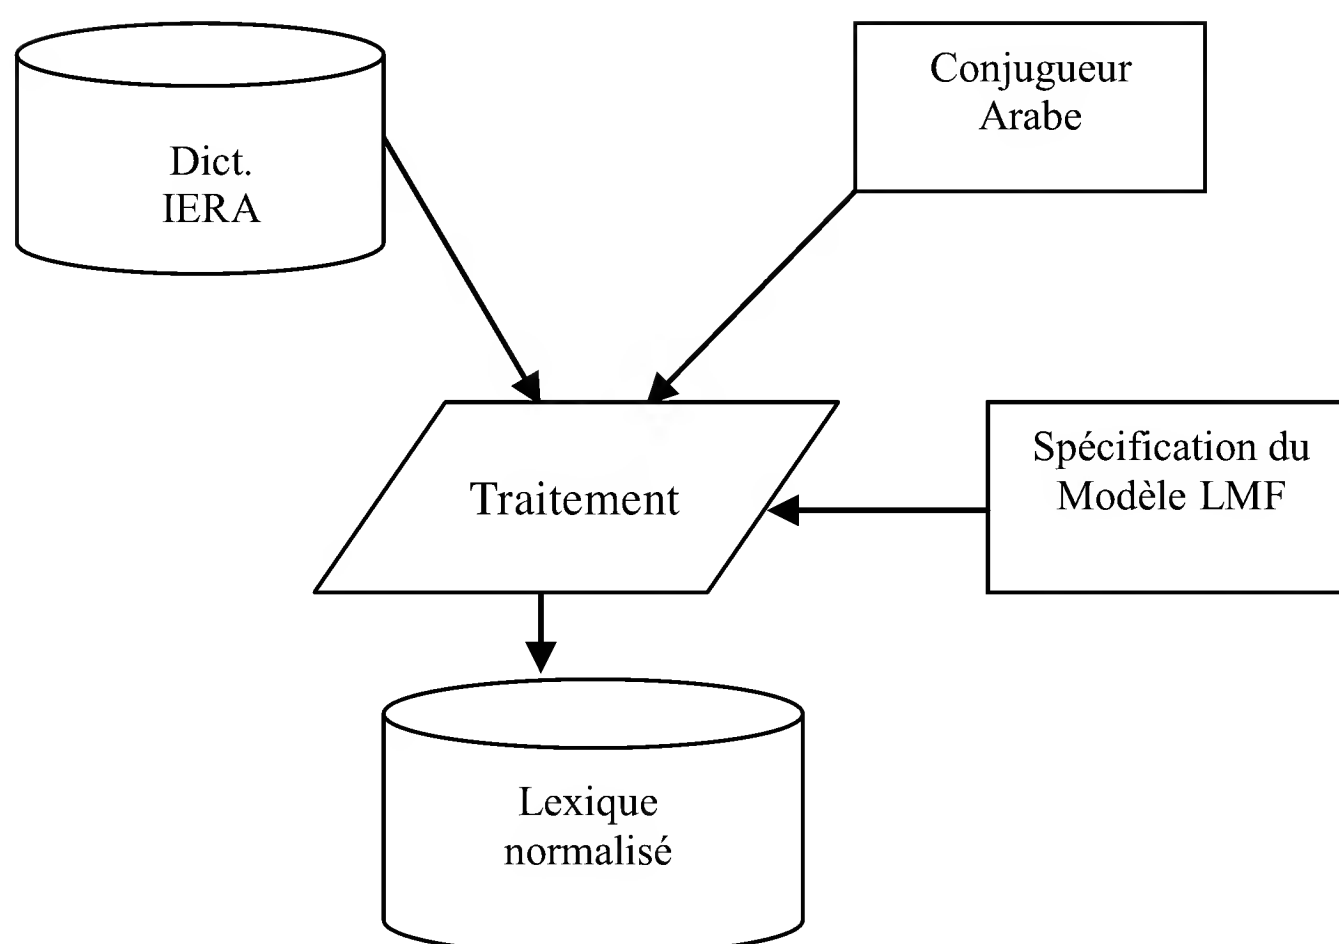 Dict.
IERA
Conjugueur
Arabe
Traitement
Spécification du
Modèle LMF
Lexique
normalisé